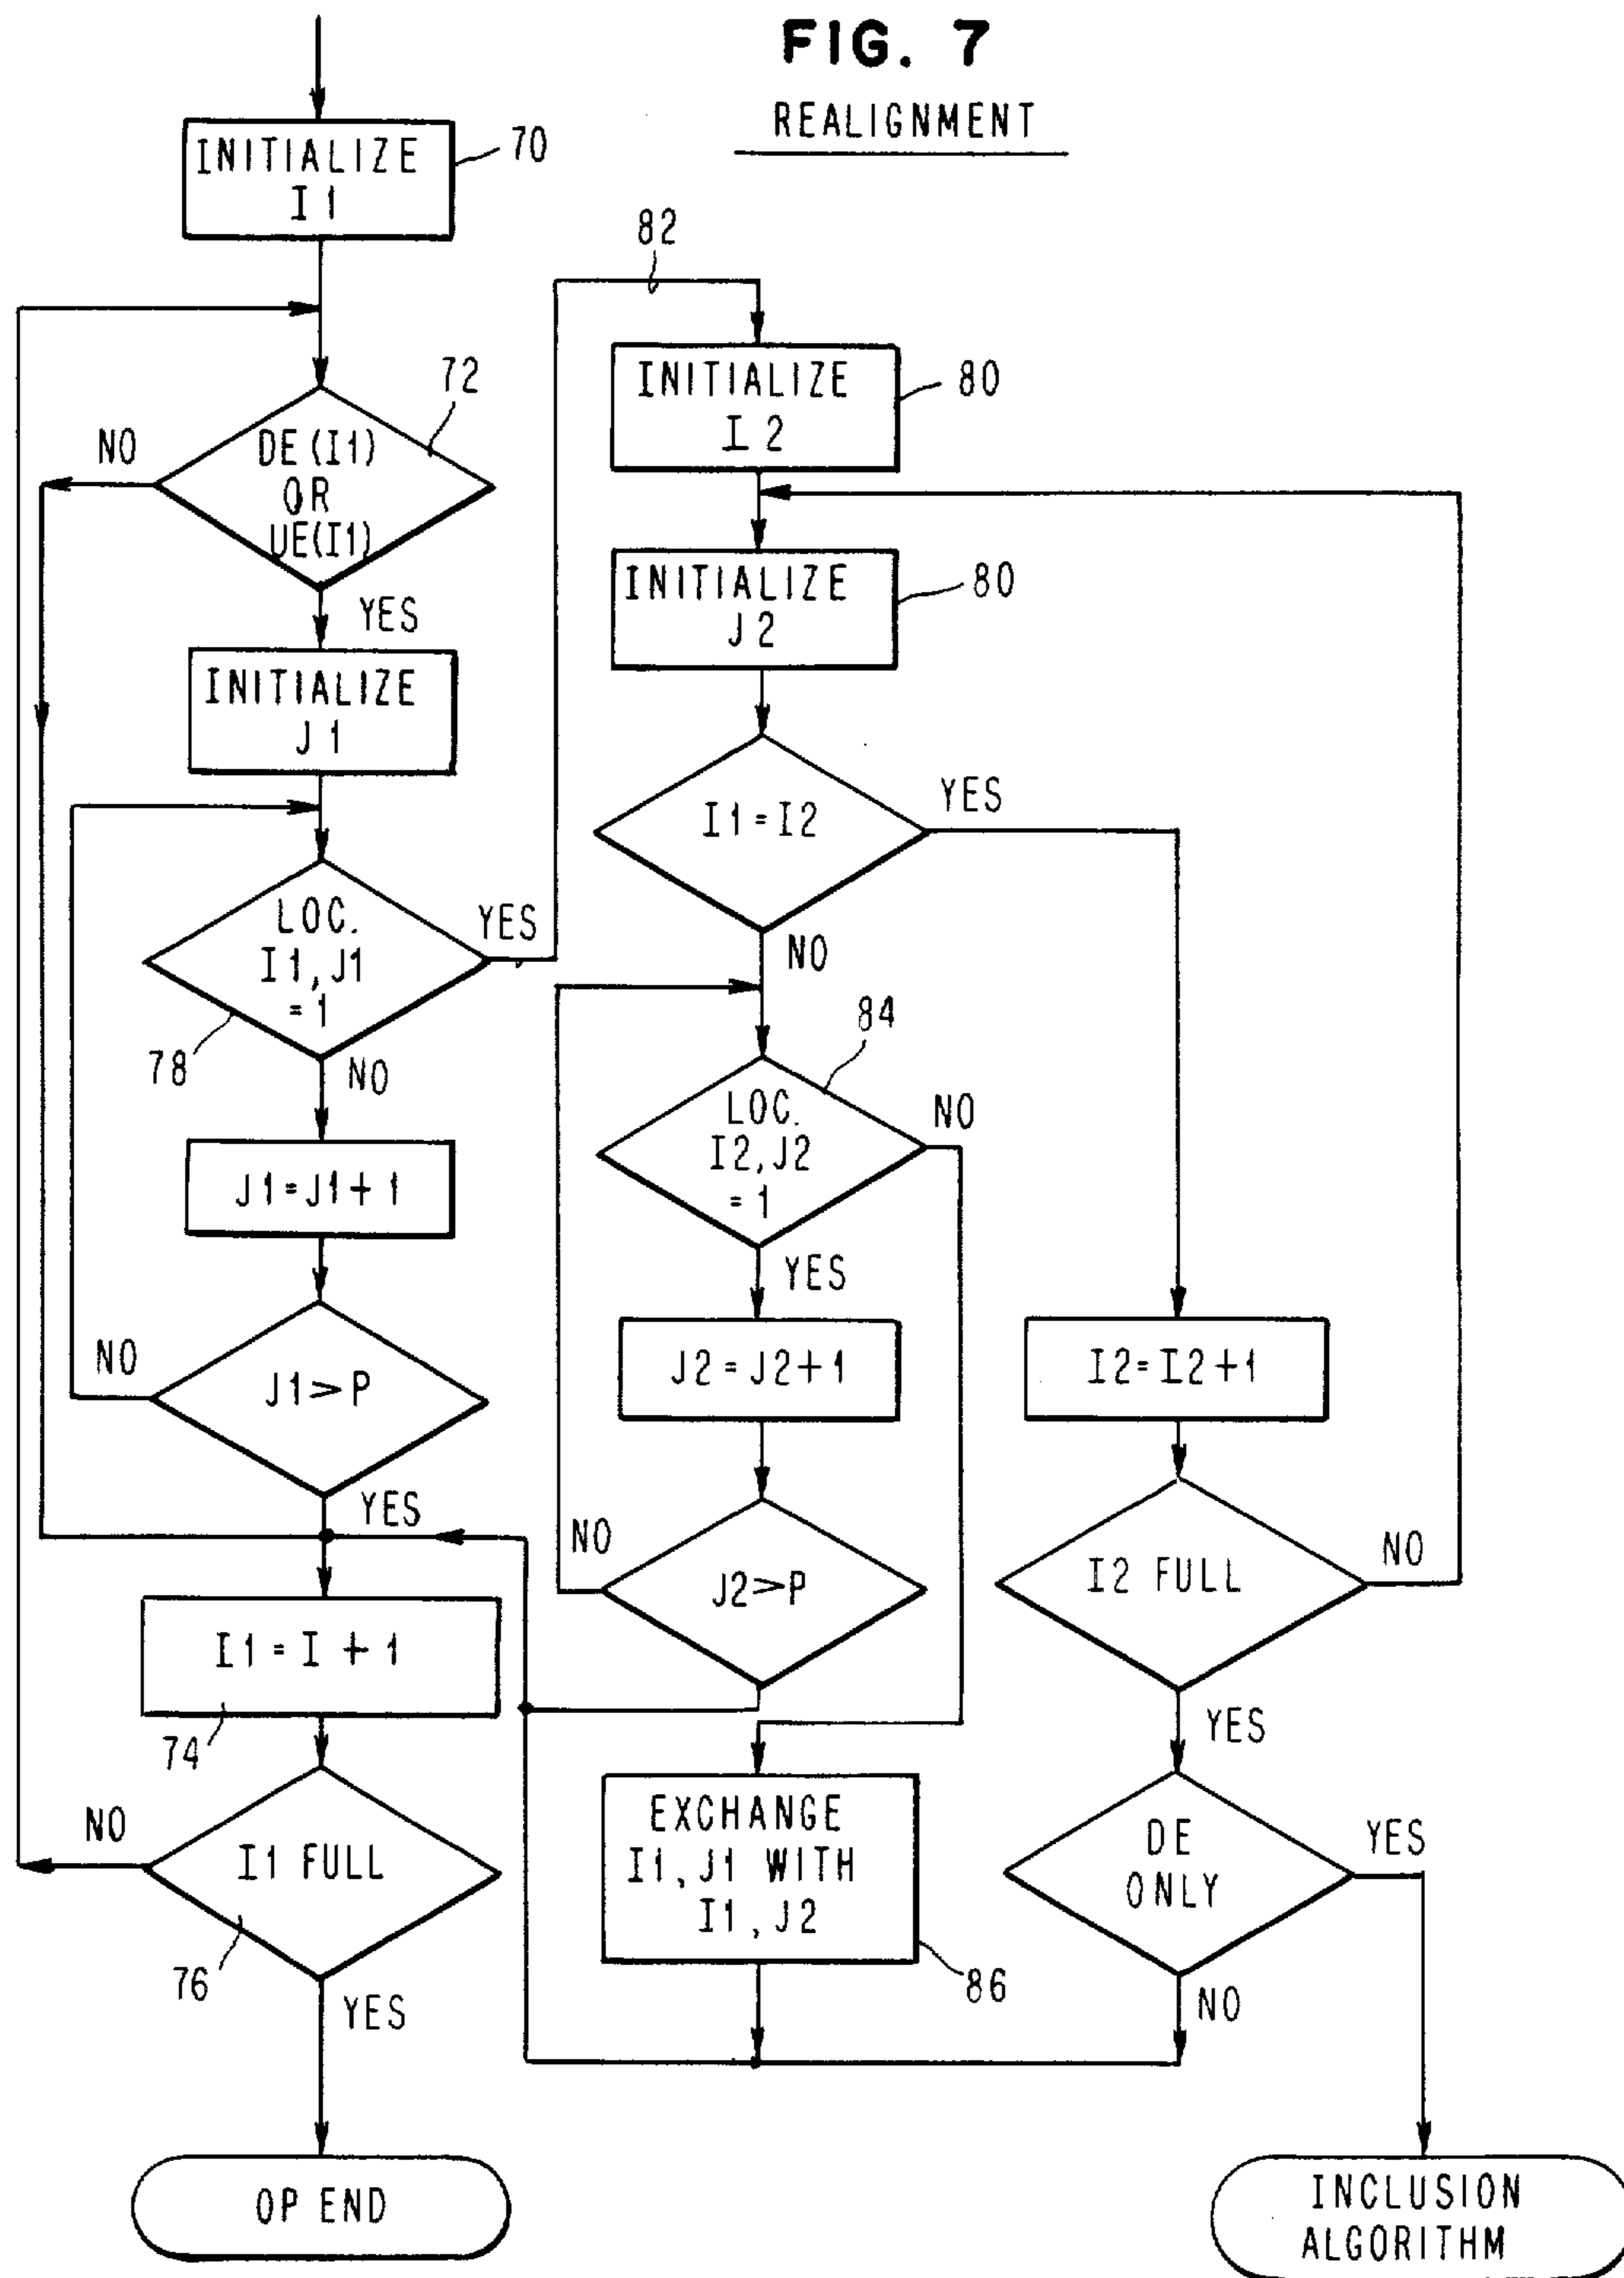 FIG. 7
REALIGNMENT
INITIALIZE
I1
70
NO
DE(I1)
OR
UE(I1)
72
YES
INITIALIZE
J1
LOC.
I1,J1
=1
YES
78
NO
J1=J1+1
NO
J1>P
YES
I1=I+1
74
NO
I1 FULL
76
YES
OP END
82
INITIALIZE
I2
80
INITIALIZE
J2
80
I1=I2
YES
NO
84
LOC.
I2,J2
=1
NO
YES
J2=J2+1
NO
J2>P
EXCHANGE
I1,J1 WITH
I1,J2
86
I2=I2+1
I2 FULL
NO
YES
DE
ONLY
YES
NO
INCLUSION
ALGORITHM